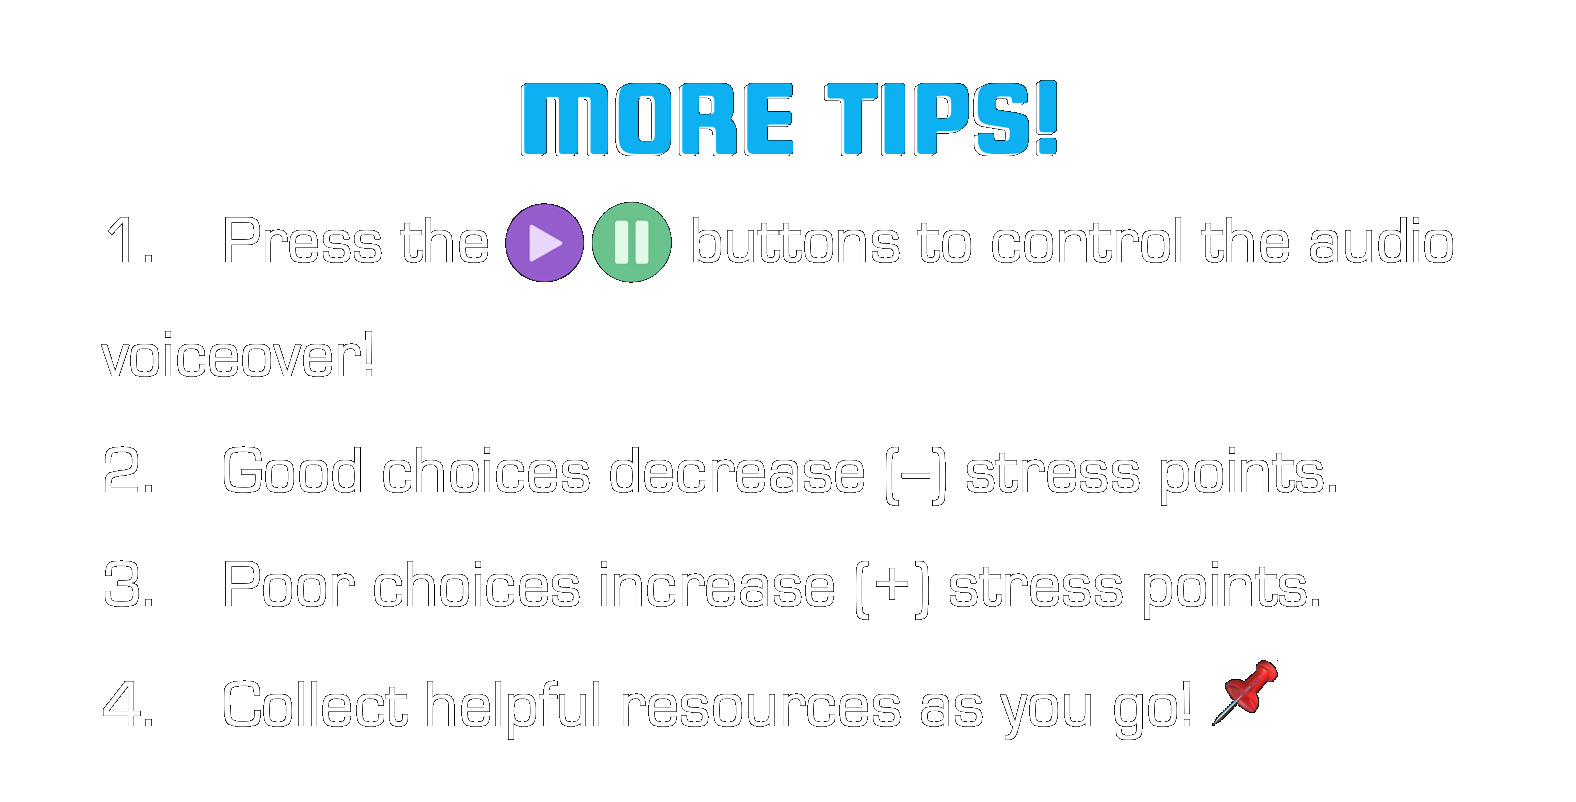 MORE TIPS!
1. Press the buttons to control the audio
voiceover!
2. Good choices decrease (–) stress points.
3. Poor choices increase (+) stress points.
4. Collect helpful resources as you go!